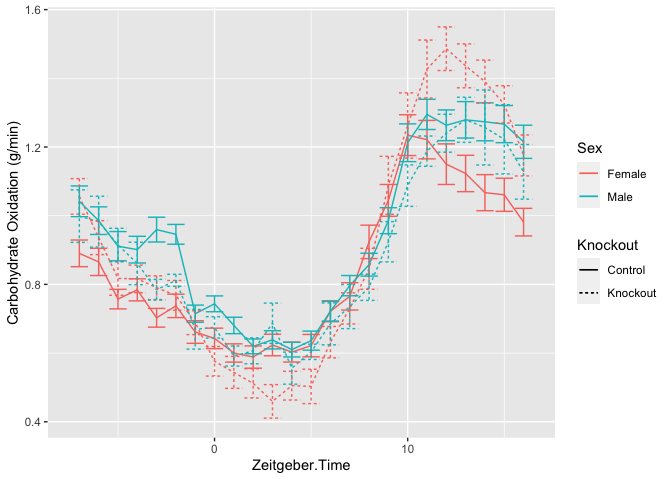 1.6
1.2
0.8
0.4
Carbohydrate Oxidation (g/min)
0
10
Zeitgeber.Time
Sex
Female
Male
Knockout
Control
Knockout